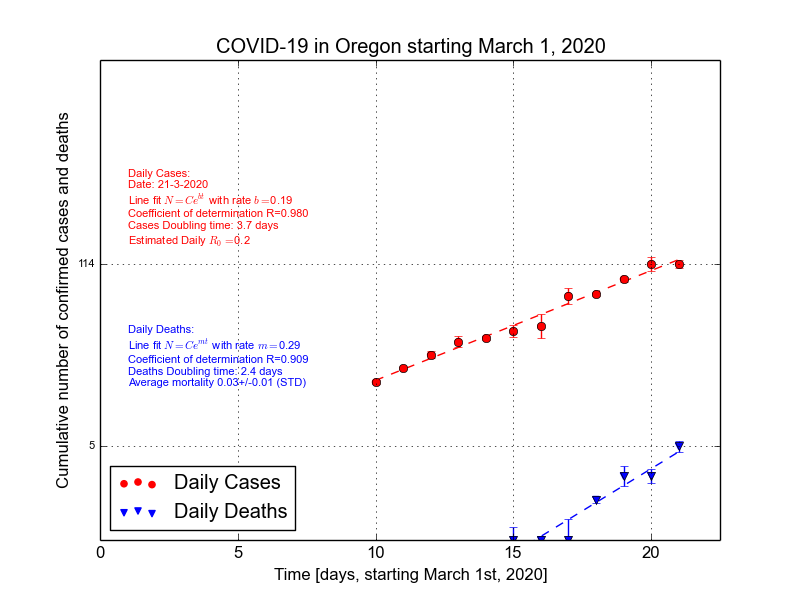 COVID-19 in Oregon starting March 1, 2020
Cumulative number of confirmed cases and deaths
Daily Cases:
Date: 21-3-2020
Line fit N=Ce^{bt} with rate b=0.19
Coefficient of determination R=0.980
Cases Doubling time: 3.7 days
Estimated Daily R_0=0.2
114
Daily Deaths:
Line fit N=Ce^{mt} with rate m=0.29
Coefficient of determination R=0.909
Deaths Doubling time: 2.4 days
Average mortality 0.03+/-0.01 (STD)
5
Daily Cases
Daily Deaths
0 5 10 15 20
Time [days, starting March 1st, 2020]